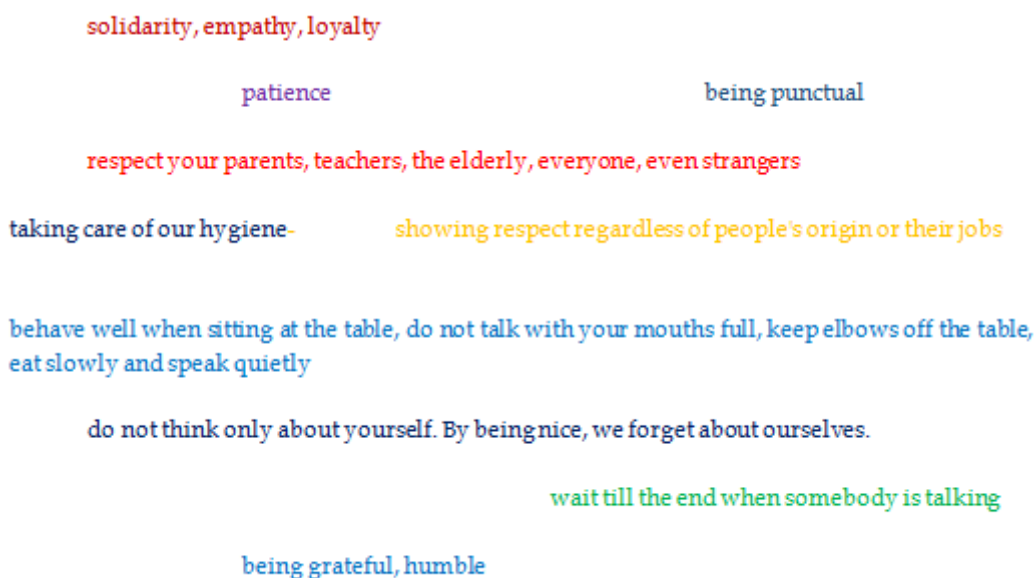 solidarity, empathy, loyalty
patience being punctual
respect your parents, teachers, the elderly, everyone, even strangers
taking care of our hygiene- showing respect regardless of people's origin or their jobs
behave well when sitting at the table, do not talk with your mouths full, keep elbows off the table,
eat slowly and speak quietly
do not think only about yourself. By being nice, we forget about ourselves.
wait till the end when somebody is talking
being grateful, humble